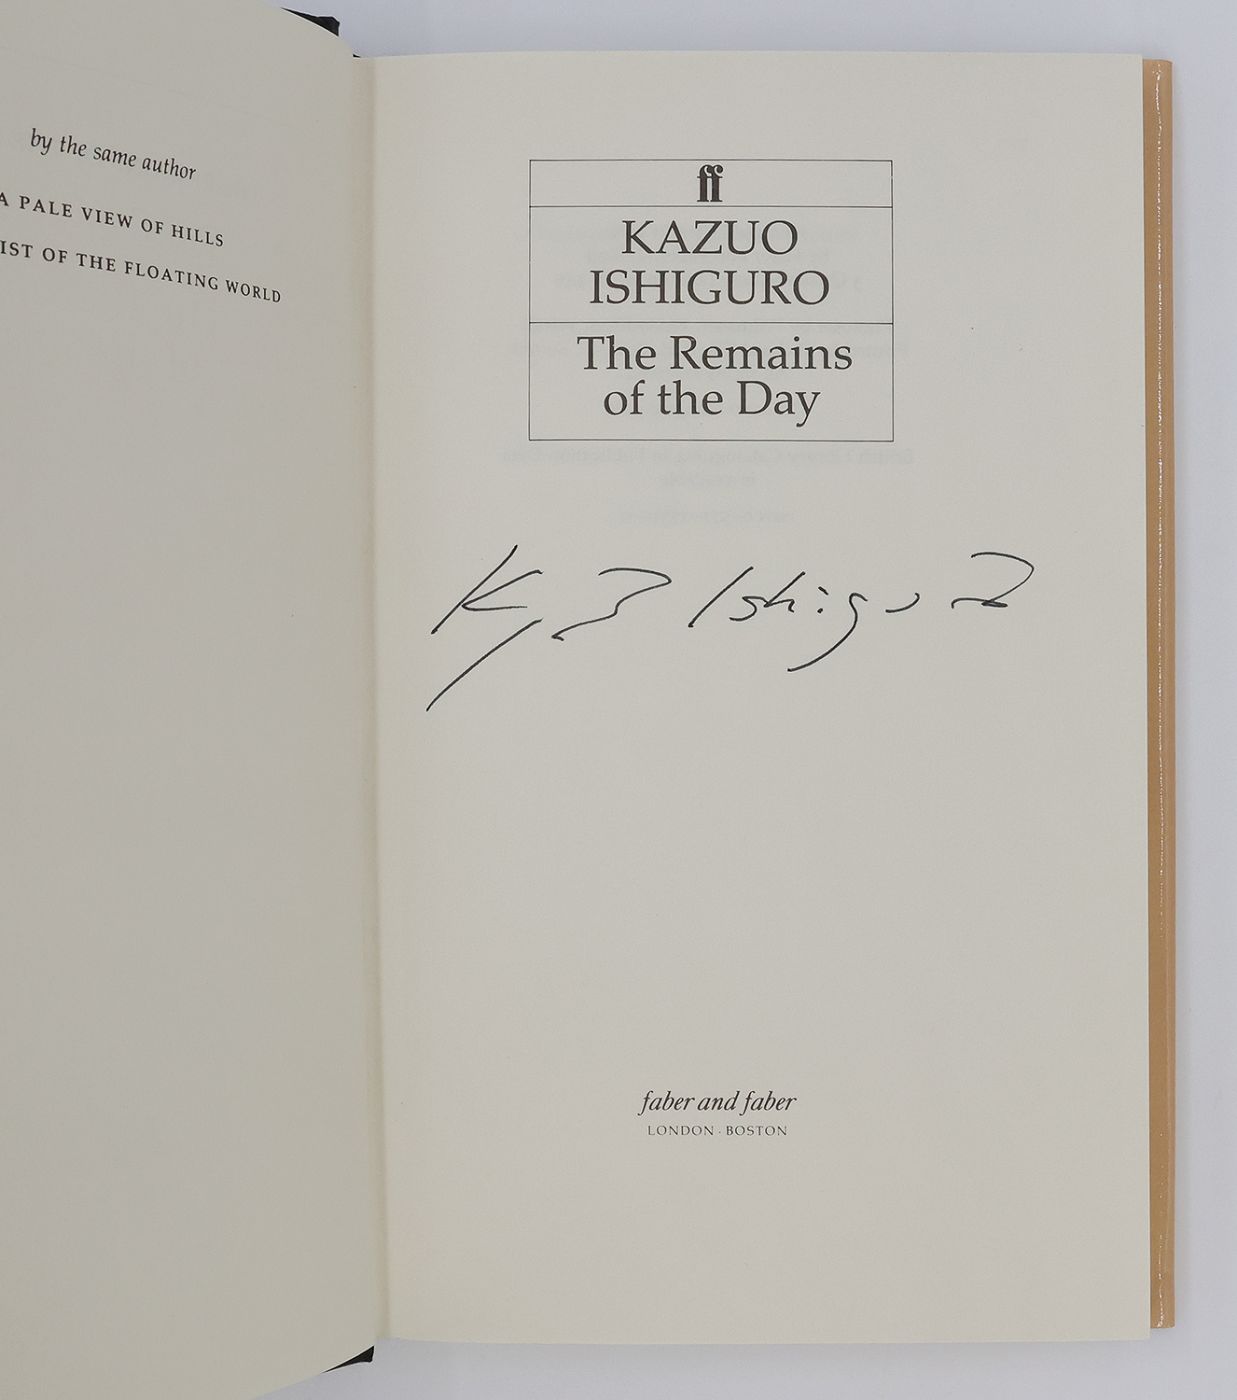 by the same author
A PALE VIEW OF HILLS
IST OF THE FLOATING WORLD
ff
KAZUO
ISHIGURO
The Remains
of the Day
Kazuo Ishiguro
faber and faber
LONDON · BOSTON